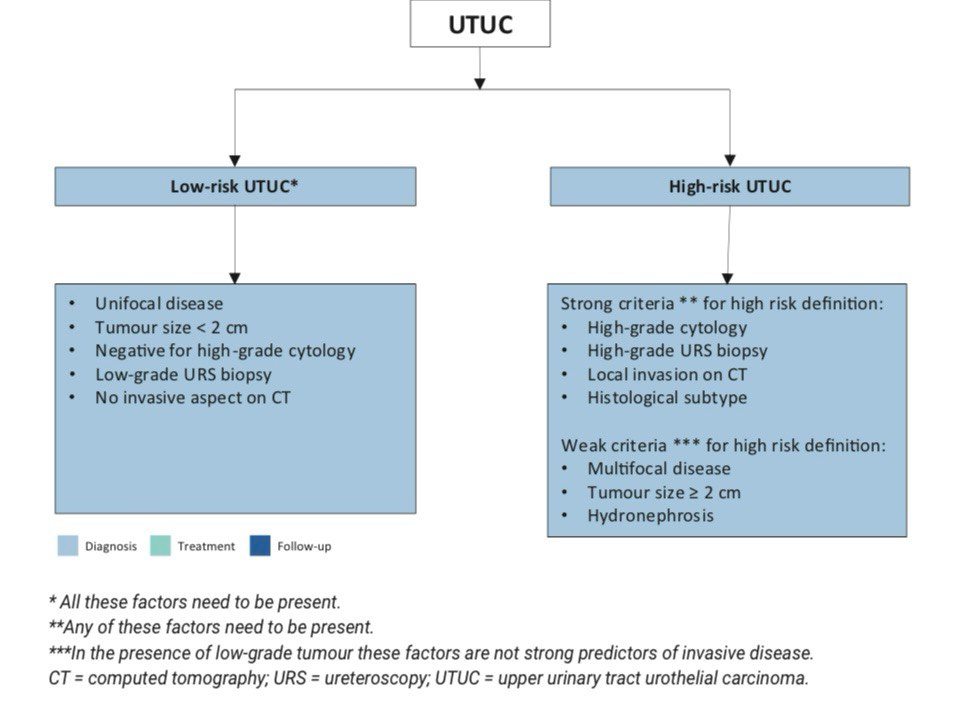 UTUC
Low-risk UTUC*
High-risk UTUC
• Unifocal disease
• Tumour size < 2 cm
• Negative for high-grade cytology
• Low-grade URS biopsy
• No invasive aspect on CT
Strong criteria ** for high risk definition:
• High-grade cytology
• High-grade URS biopsy
• Local invasion on CT
• Histological subtype
Weak criteria *** for high risk definition:
• Multifocal disease
• Tumour size ≥ 2 cm
• Hydronephrosis
Diagnosis Treatment Follow-up
* All these factors need to be present.
**Any of these factors need to be present.
***In the presence of low-grade tumour these factors are not strong predictors of invasive disease.
CT = computed tomography; URS = ureteroscopy; UTUC = upper urinary tract urothelial carcinoma.